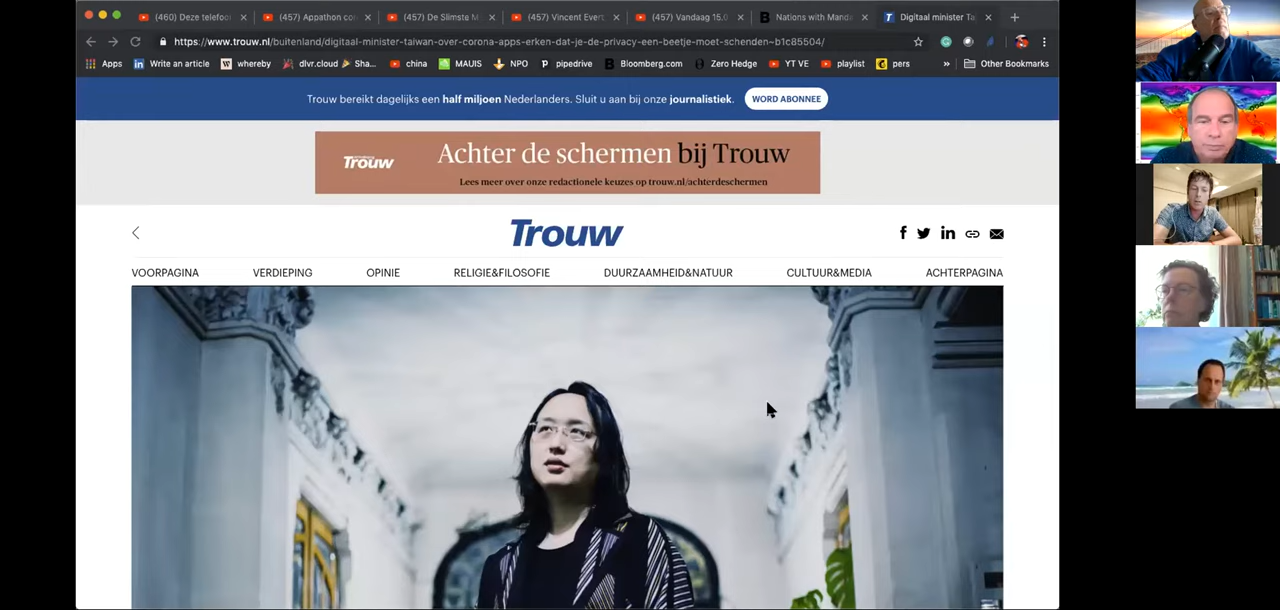 (460) Deze telefoo
(457) Appathon co
(457) De Slimste M
(457) Vincent Evert
(457) Vandaag 15.0
Nations with Manda
Digitaal minister Ta
https://www.trouw.nl/buitenland/digitaal-minister-taiwan-over-corona-apps-erken-dat-je-de-privacy-een-beetje-moet-schenden~b1c85504/
Apps Write an article whereby dlvr.cloud Sha... china MAUIS NPO pipedrive Bloomberg.com Zero Hedge YT VE playlist pers » Other Bookmarks
Trouw bereikt dagelijks een half miljoen Nederlanders. Sluit u aan bij onze journalistiek. WORD ABONNEE
Trouw Achter de schermen bij Trouw
Lees meer over onze redactionele keuzes op trouw.nl/achterdeschermen
Trouw
VOORPAGINA VERDIEPING OPINIE RELIGIE&FILOSOFIE DUURZAAMHEID&NATUUR CULTUUR&MEDIA ACHTERPAGINA